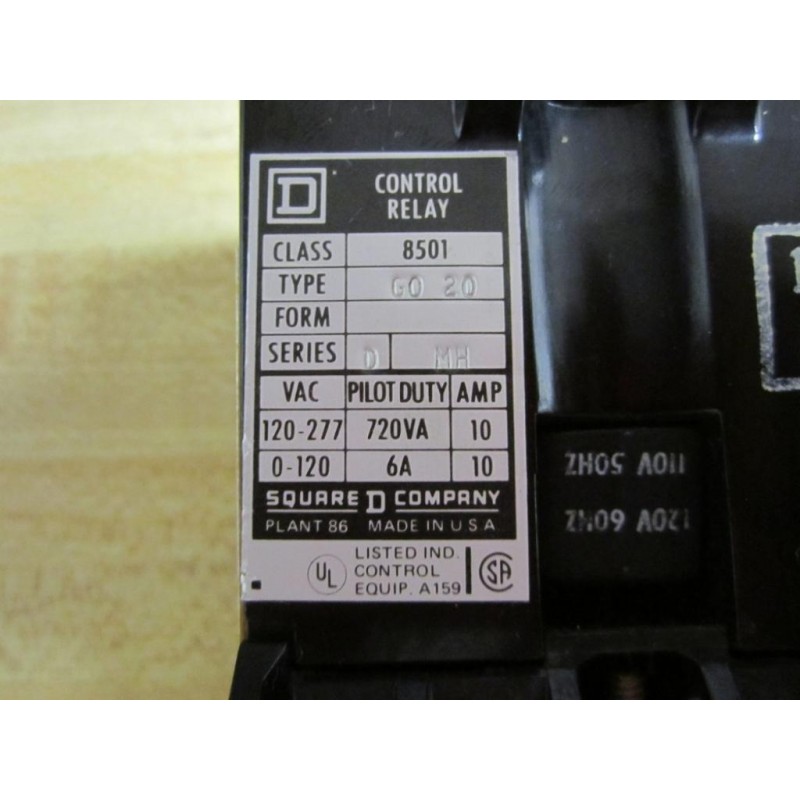 D
CONTROL
RELAY
CLASS 8501
TYPE GO 20
FORM
SERIES D MH
VAC PILOT DUTY AMP
120-277 720VA 10
0-120 6A 10
SQUARE D COMPANY
PLANT 86 MADE IN U S A
UL LISTED IND. CONTROL EQUIP. A159 SA
110V 50HZ
120V 60HZ